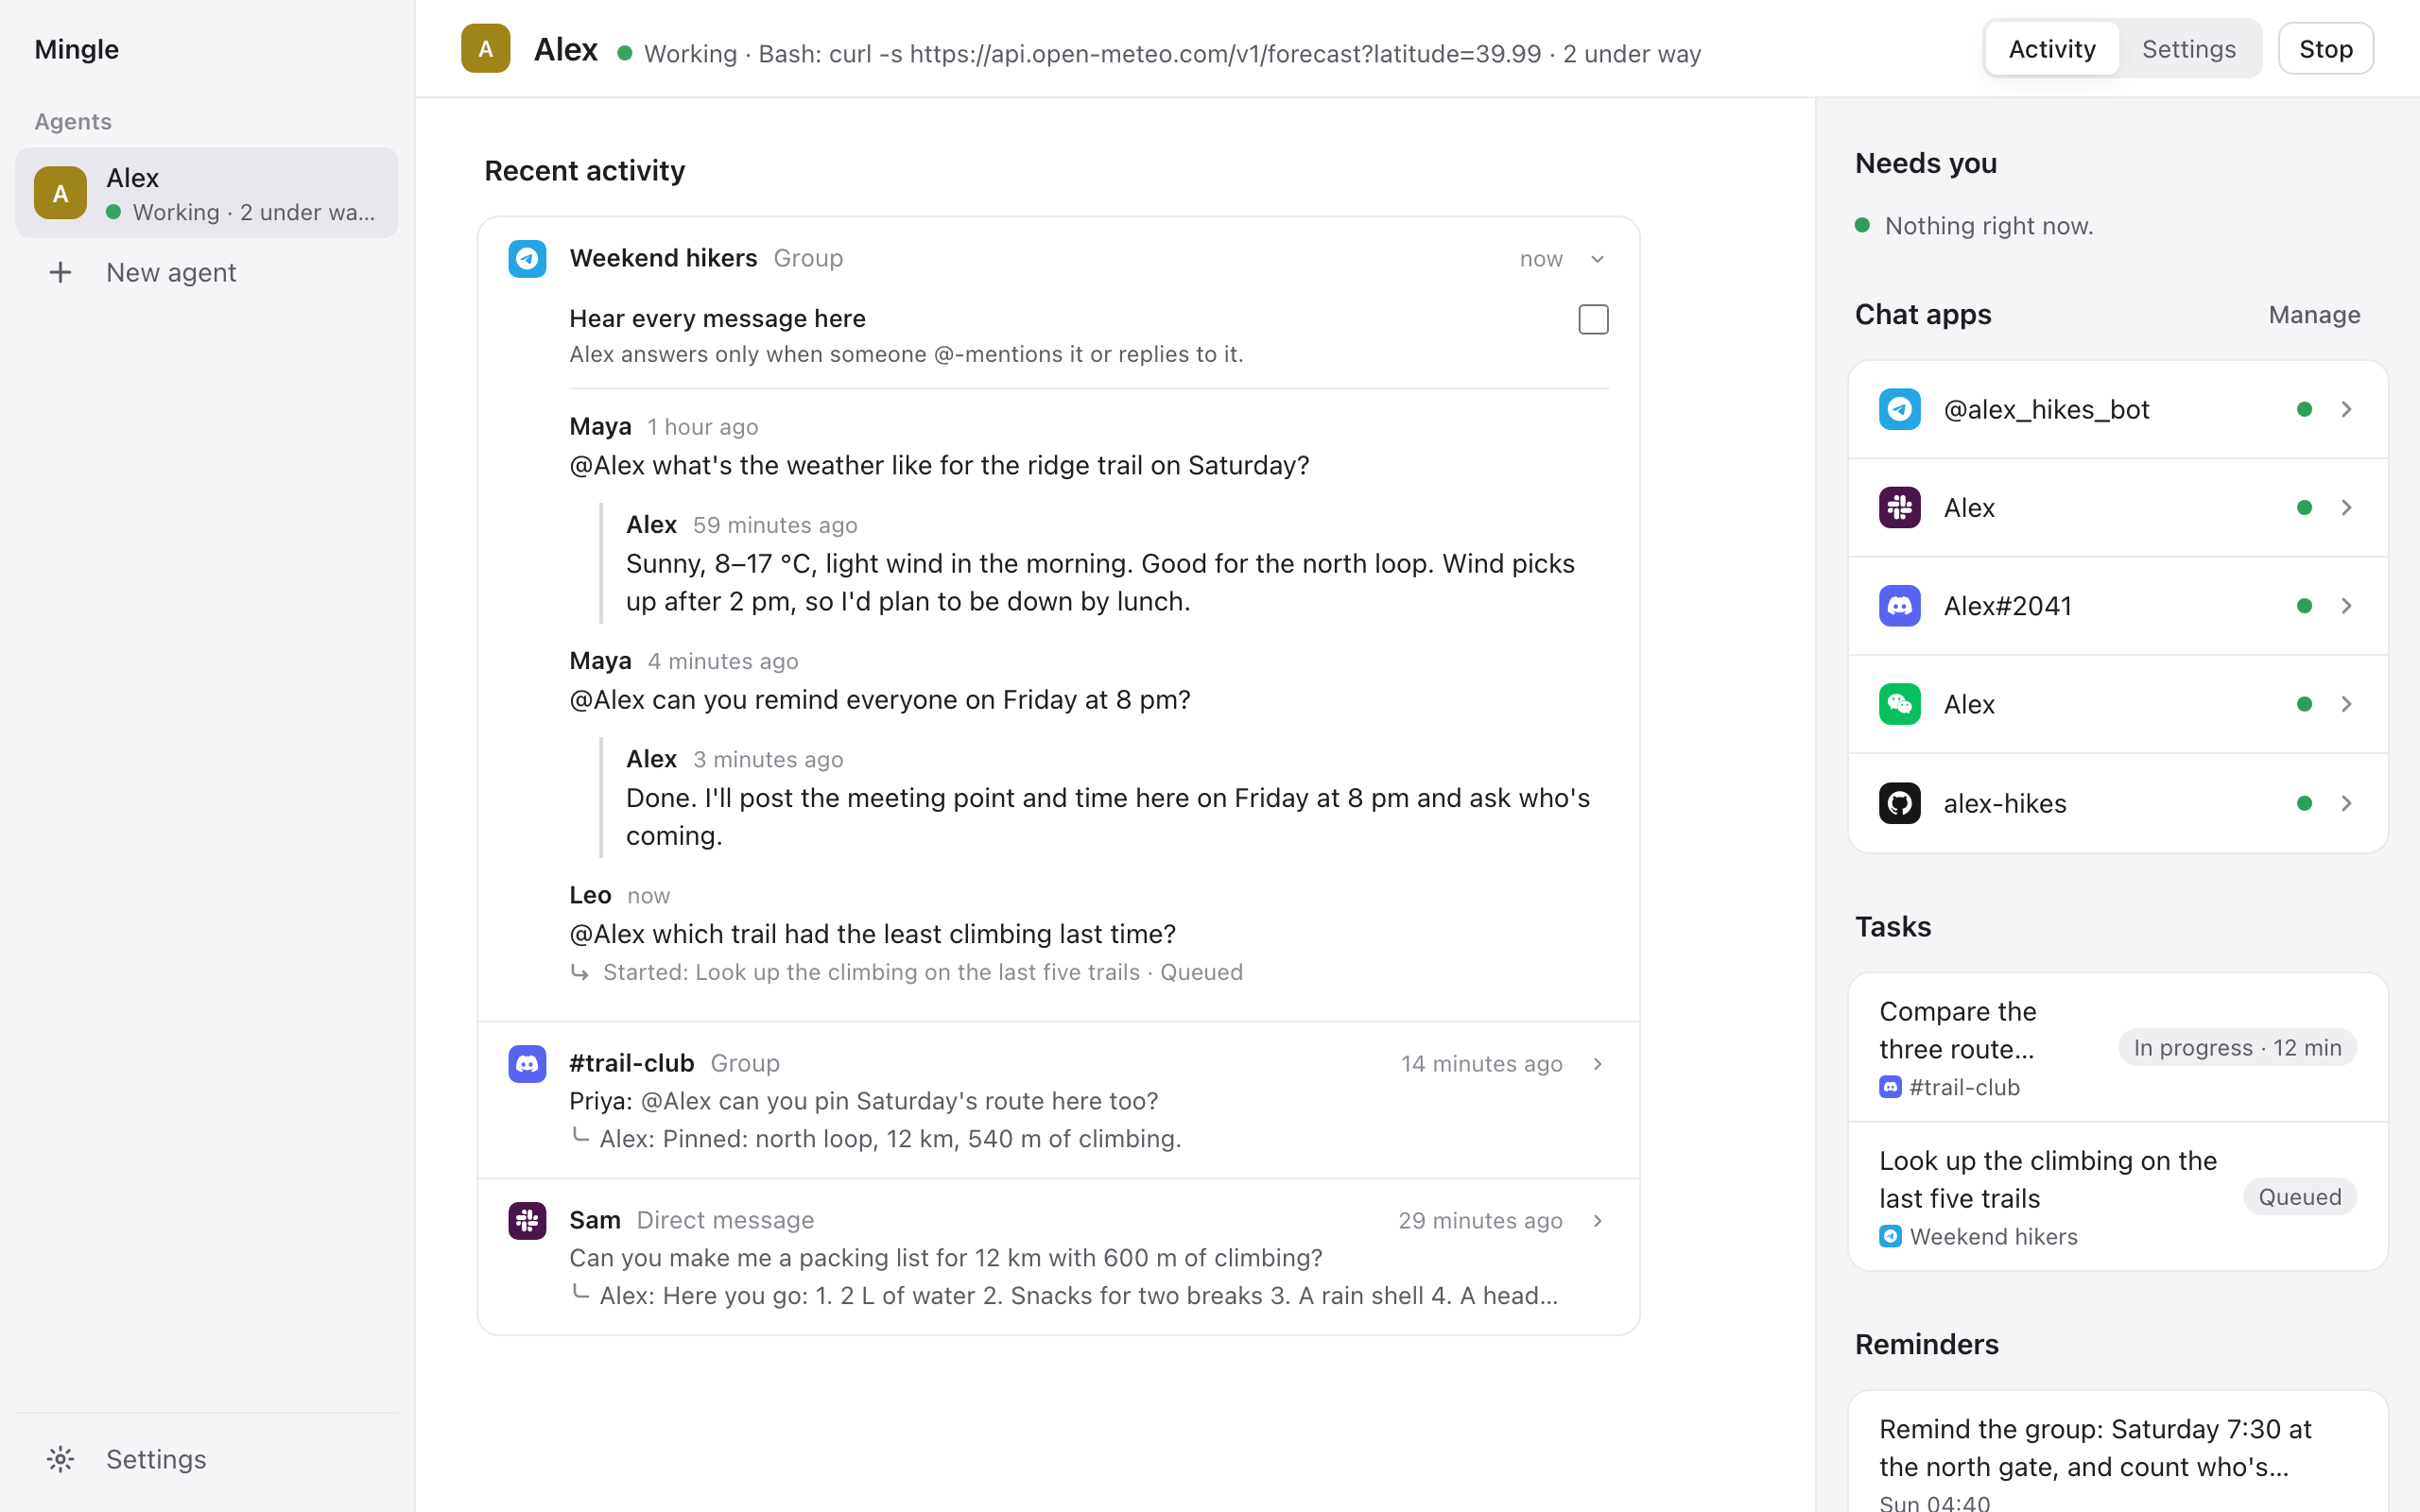 Mingle
Agents
A
Alex
Working · 2 under wa...
New agent
Settings
A
Alex
Working · Bash: curl -s https://api.open-meteo.com/v1/forecast?latitude=39.99 · 2 under way
Activity
Settings
Stop
Recent activity
Weekend hikers Group
now
Hear every message here
Alex answers only when someone @-mentions it or replies to it.
Maya 1 hour ago
@Alex what's the weather like for the ridge trail on Saturday?
Alex 59 minutes ago
Sunny, 8–17 °C, light wind in the morning. Good for the north loop. Wind picks
up after 2 pm, so I'd plan to be down by lunch.
Maya 4 minutes ago
@Alex can you remind everyone on Friday at 8 pm?
Alex 3 minutes ago
Done. I'll post the meeting point and time here on Friday at 8 pm and ask who's
coming.
Leo now
@Alex which trail had the least climbing last time?
Started: Look up the climbing on the last five trails · Queued
#trail-club Group
14 minutes ago
Priya: @Alex can you pin Saturday's route here too?
Alex: Pinned: north loop, 12 km, 540 m of climbing.
Sam Direct message
29 minutes ago
Can you make me a packing list for 12 km with 600 m of climbing?
Alex: Here you go: 1. 2 L of water 2. Snacks for two breaks 3. A rain shell 4. A head...
Needs you
Nothing right now.
Chat apps
Manage
@alex_hikes_bot
Alex
Alex#2041
Alex
alex-hikes
Tasks
Compare the
three route...
In progress · 12 min
#trail-club
Look up the climbing on the
last five trails
Queued
Weekend hikers
Reminders
Remind the group: Saturday 7:30 at
the north gate, and count who's...
Sun 04:40